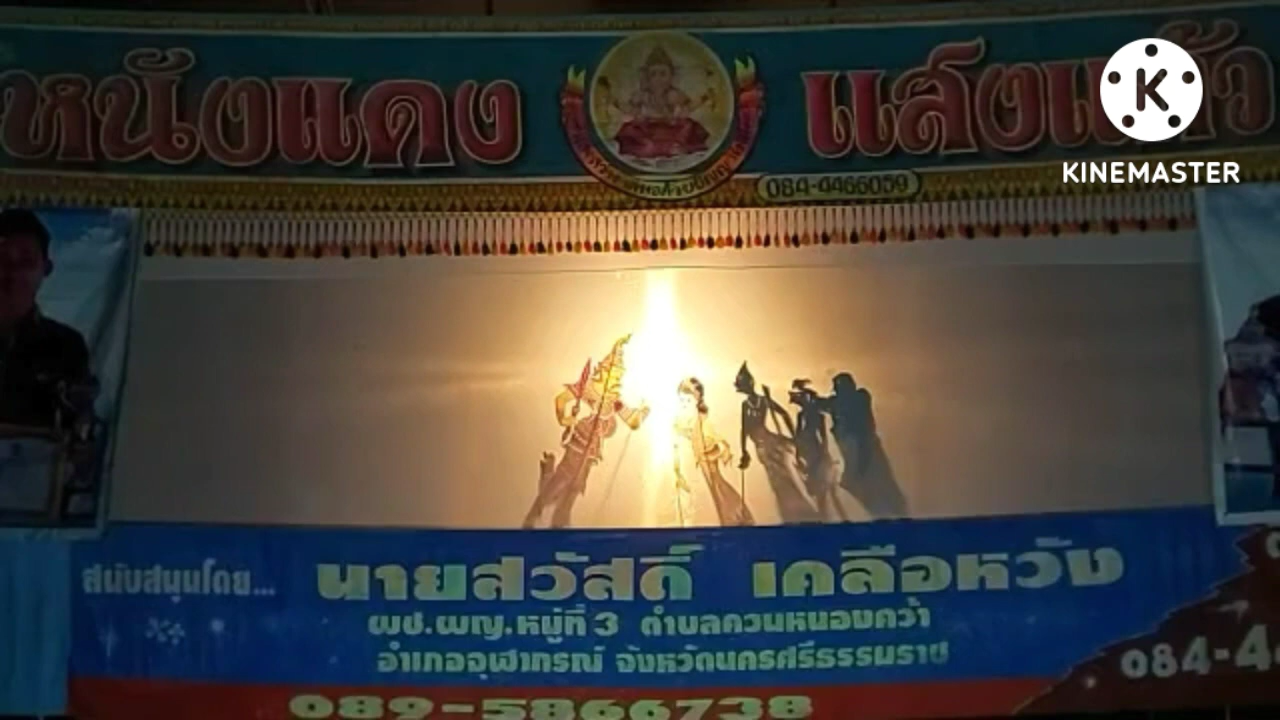 หนังแดง แสงแก้ว
084-4466059
K
KINEMASTER
สนับสนุนโดย... นายสวัสดิ์ เคลือหวัง
ผช.ผญ.หมู่ที่ 3 ตำบลควนหนองคว้า
อำเภอจุฬาภรณ์ จังหวัดนครศรีธรรมราช
084-4
089-5866738